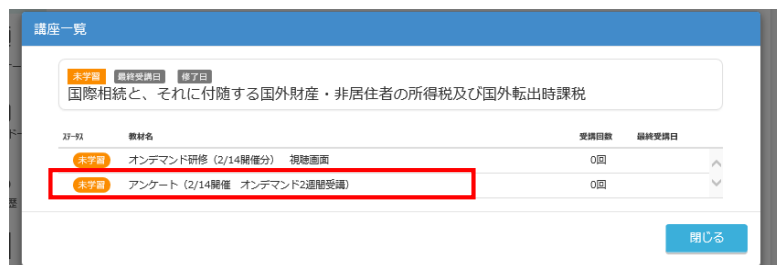 講座一覧
未学習 最終受講日 修了日
国際相続と、それに付随する国外財産・非居住者の所得税及び国外転出時課税
ｽﾃｰﾀｽ 教材名 受講回数 最終受講日
未学習 オンデマンド研修（2/14開催分） 視聴画面 0回
未学習 アンケート（2/14開催 オンデマンド2週間受講） 0回
閉じる